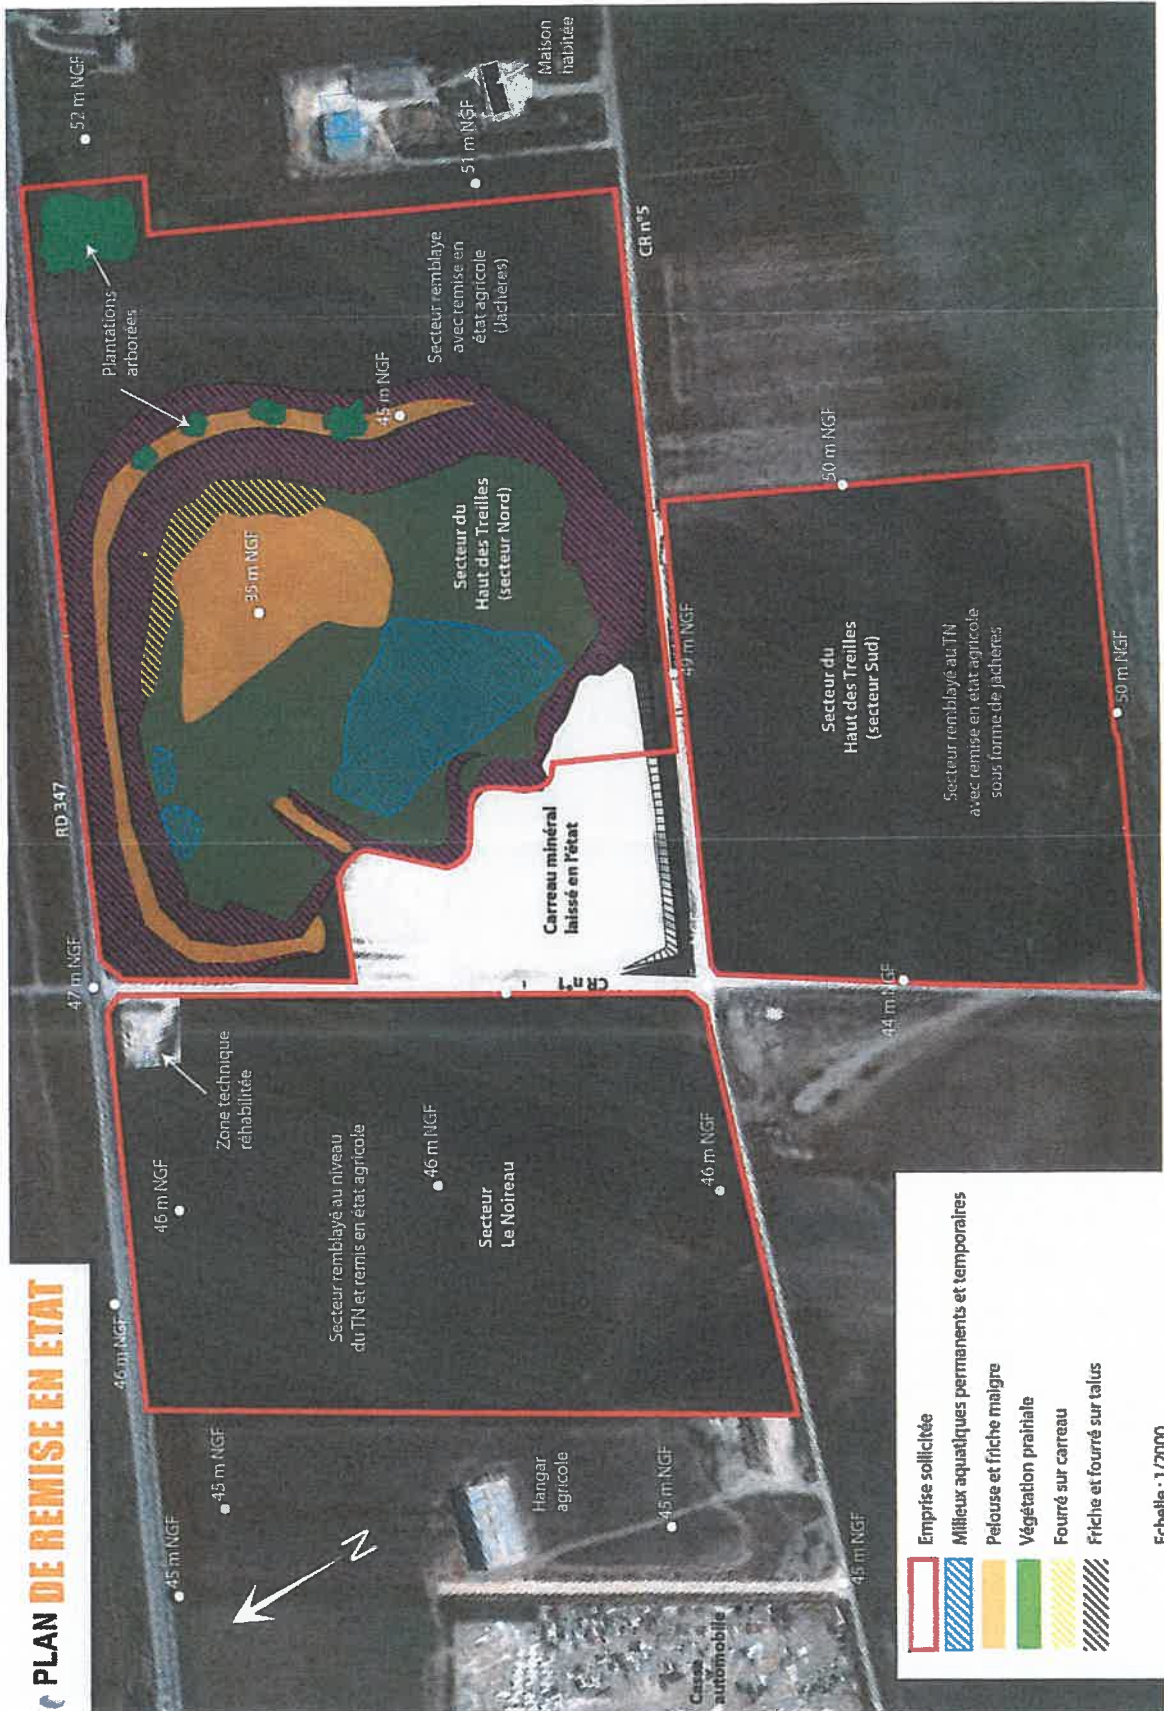 PLAN DE REMISE EN ETAT
45 m NGF
45 m NGF
46 m NGF
46 m NGF
47 m NGF
RD 347
52 m NGF
Plantations
arborées
Zone technique
réhabilitée
Secteur remblayé au niveau
du TN et remis en état agricole
46 m NGF
Secteur
Le Noireau
46 m NGF
35 m NGF
45 m NGF
Secteur remblayé
avec remise en
état agricole
(Jachères)
51 m NGF
Maison
habitée
Secteur du
Haut des Treilles
(secteur Nord)
Carreau minéral
laissé en l'état
CR n°1
CR n°5
49 m NGF
N
Hangar
agricole
45 m NGF
45 m NGF
Casse
automobile
44 m NGF
50 m NGF
Secteur du
Haut des Treilles
(secteur Sud)
Secteur remblayé au TN
avec remise en état agricole
sous forme de jachères
50 m NGF
Emprise sollicitée
Milieux aquatiques permanents et temporaires
Pelouse et friche maigre
Végétation prairiale
Fourré sur carreau
Friche et fourré sur talus
Echelle : 1/2000